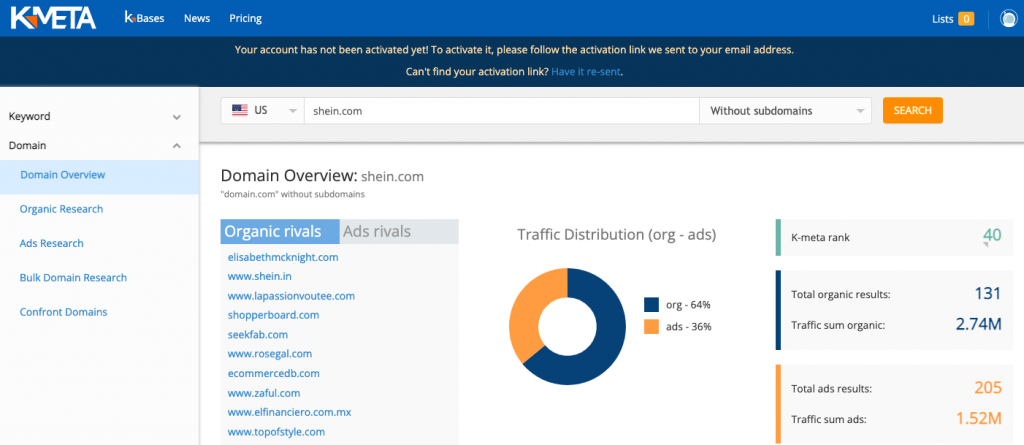 K-META
k-Bases News Pricing
Lists 0
Your account has not been activated yet! To activate it, please follow the activation link we sent to your email address.
Can't find your activation link? Have it re-sent.
Keyword
Domain
Domain Overview
Organic Research
Ads Research
Bulk Domain Research
Confront Domains
US shein.com Without subdomains SEARCH
Domain Overview: shein.com
"domain.com" without subdomains
Organic rivals Ads rivals
elisabethmcknight.com
www.shein.in
www.lapassionvoutee.com
shopperboard.com
seekfab.com
www.rosegal.com
ecommercedb.com
www.zaful.com
www.elfinanciero.com.mx
www.topofstyle.com
Traffic Distribution (org - ads)
org - 64%
ads - 36%
K-meta rank 40
Total organic results: 131
Traffic sum organic: 2.74M
Total ads results: 205
Traffic sum ads: 1.52M